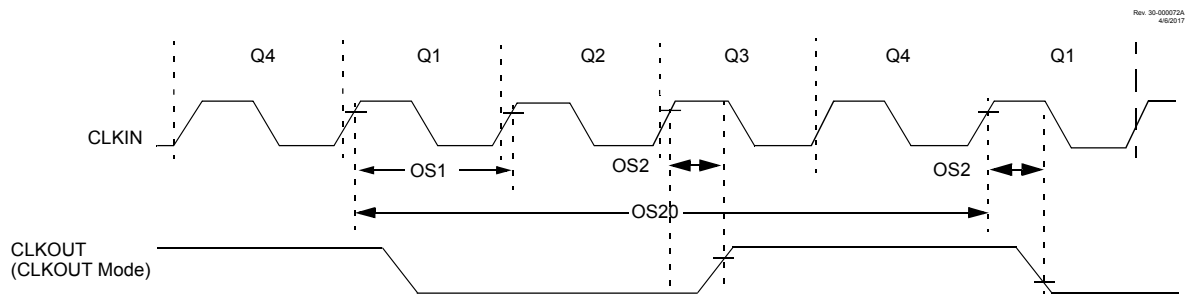 Rev. 30-000072A
4/6/2017
Q4 Q1 Q2 Q3 Q4 Q1
CLKIN
OS1 OS2 OS2
OS20
CLKOUT
(CLKOUT Mode)